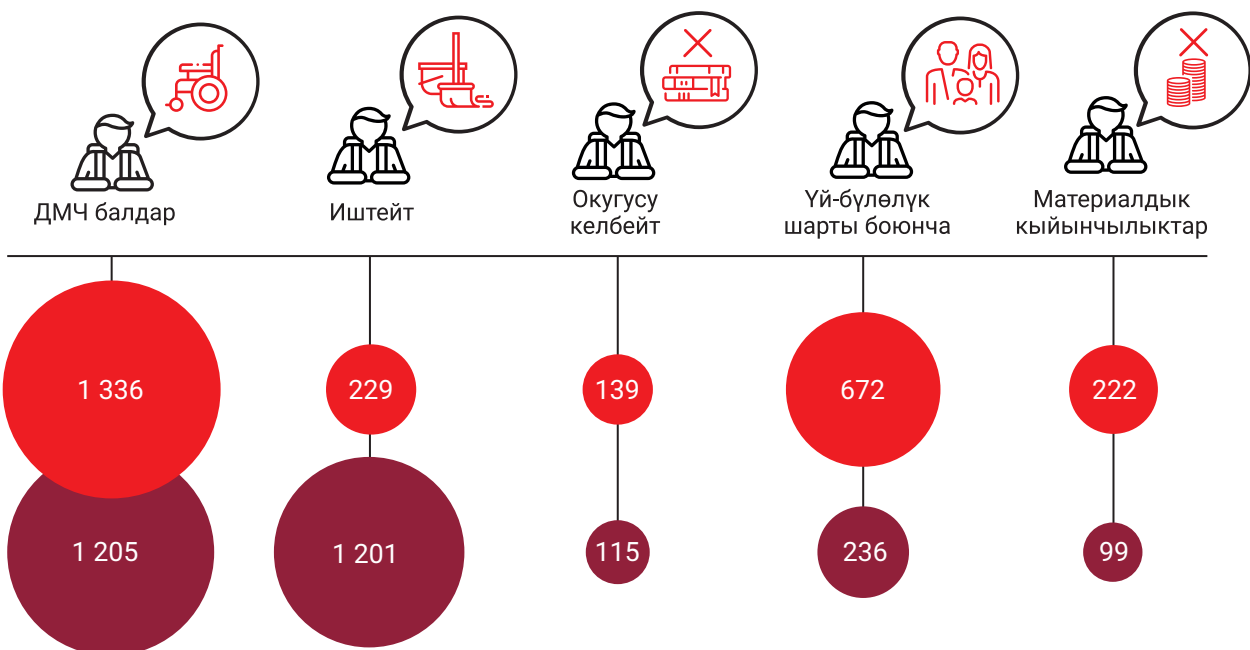 ДМЧ балдар
Иштейт
Окугусу
келбейт
Үй-бүлөлүк
шарты боюнча
Материалдык
кыйынчылыктар
1 336
229
139
672
222
1 205
1 201
115
236
99